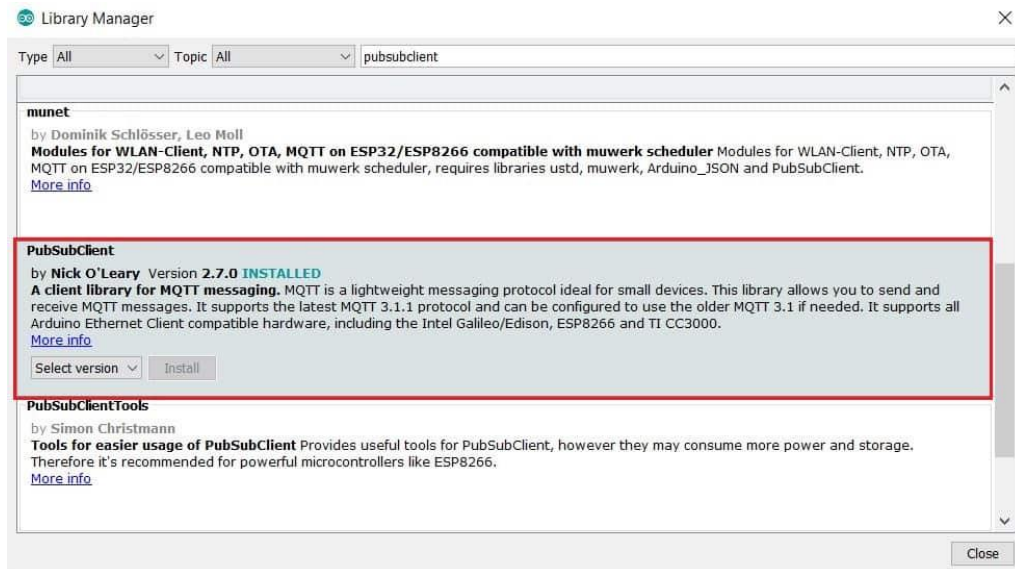 Library Manager
Type All Topic All pubsubclient
munet
by Dominik Schlösser, Leo Moll
Modules for WLAN-Client, NTP, OTA, MQTT on ESP32/ESP8266 compatible with muwerk scheduler Modules for WLAN-Client, NTP, OTA,
MQTT on ESP32/ESP8266 compatible with muwerk scheduler, requires libraries ustd, muwerk, Arduino_JSON and PubSubClient.
More info
PubSubClient
by Nick O'Leary Version 2.7.0 INSTALLED
A client library for MQTT messaging. MQTT is a lightweight messaging protocol ideal for small devices. This library allows you to send and
receive MQTT messages. It supports the latest MQTT 3.1.1 protocol and can be configured to use the older MQTT 3.1 if needed. It supports all
Arduino Ethernet Client compatible hardware, including the Intel Galileo/Edison, ESP8266 and TI CC3000.
More info
Select version Install
PubSubClientTools
by Simon Christmann
Tools for easier usage of PubSubClient Provides useful tools for PubSubClient, however they may consume more power and storage.
Therefore it's recommended for powerful microcontrollers like ESP8266.
More info
Close